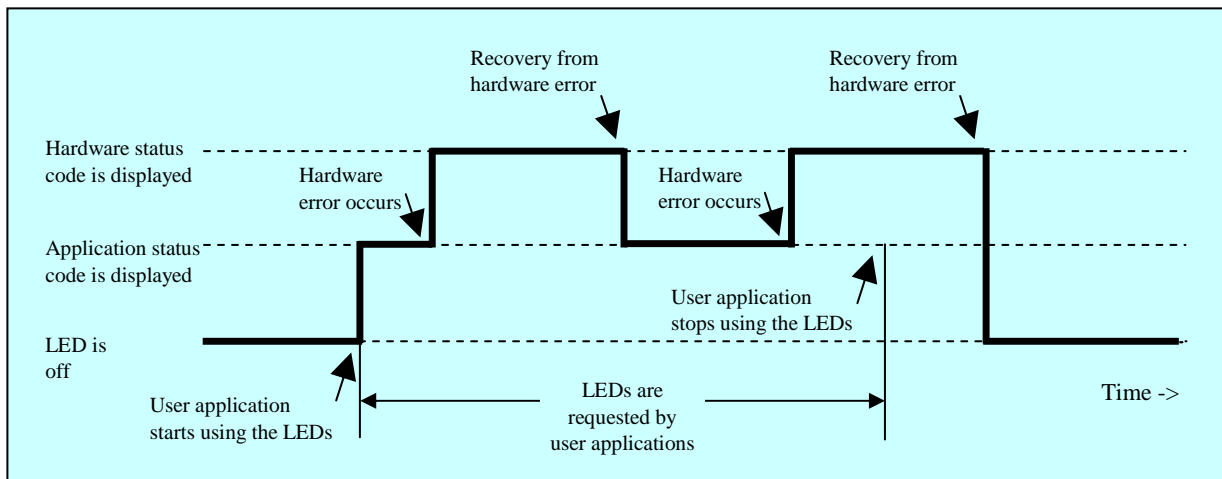 Recovery from
hardware error
Recovery from
hardware error
Hardware status
code is displayed
Hardware
error occurs
Hardware
error occurs
Application status
code is displayed
User application
stops using the LEDs
LED is
off
User application
starts using the LEDs
LEDs are
requested by
user applications
Time ->